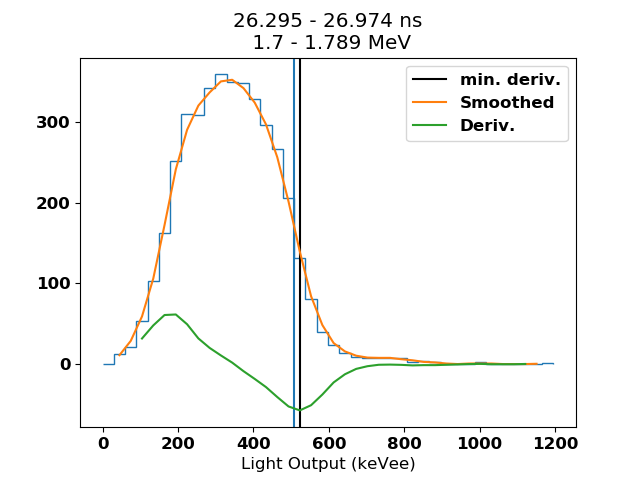 26.295 - 26.974 ns
1.7 - 1.789 MeV
min. deriv.
Smoothed
Deriv.
300
200
100
0
0 200 400 600 800 1000 1200
Light Output (keVee)